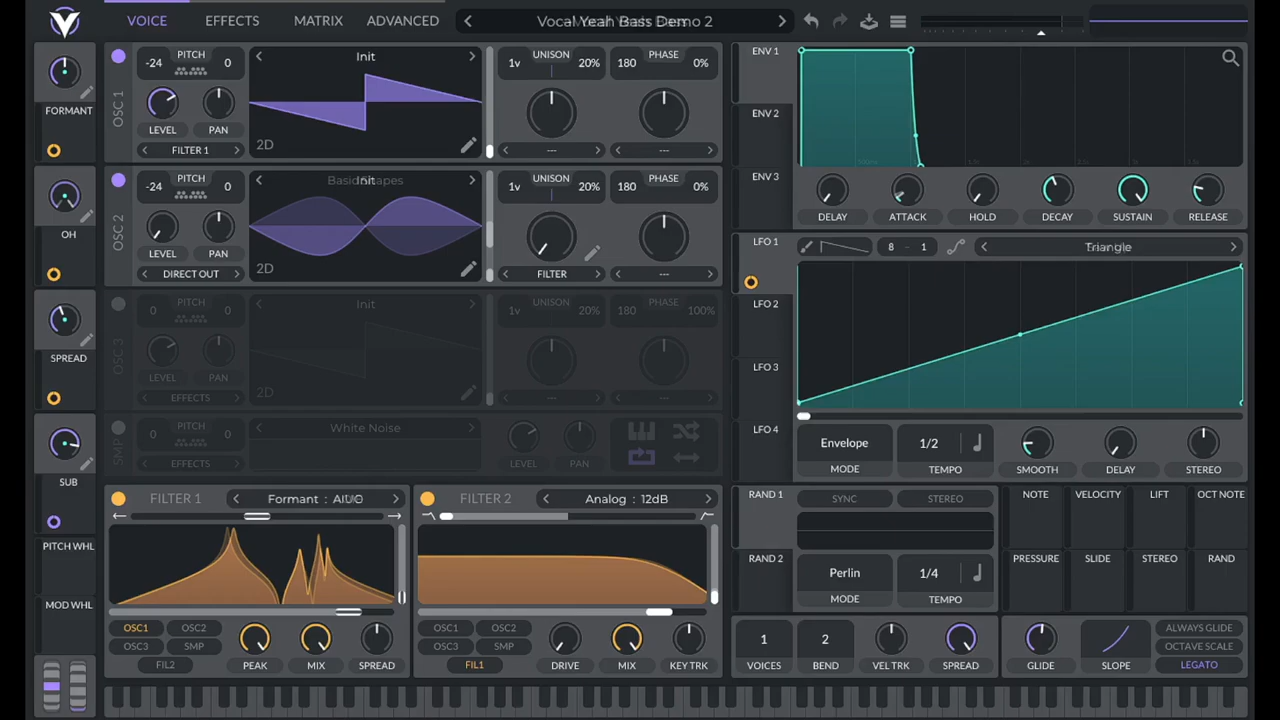 VOICE EFFECTS MATRIX ADVANCED
Vocal Yeah Bass Demo 2
FORMANT
OH
SPREAD
SUB
PITCH WHL
MOD WHL
OSC 1
-24 PITCH 0
LEVEL PAN
FILTER 1
Init
2D
UNISON
1v 20%
---
PHASE
180 0%
---
OSC 2
-24 PITCH 0
LEVEL PAN
DIRECT OUT
Init
2D
UNISON
1v 20%
FILTER
PHASE
180 0%
---
OSC 3
0 PITCH 0
LEVEL PAN
EFFECTS
Init
2D
UNISON
1v 20%
---
PHASE
180 100%
---
SMP
0 PITCH 0
EFFECTS
White Noise
LEVEL PAN
FILTER 1 Formant :
OSC1 OSC2
OSC3 SMP
FIL2
PEAK MIX SPREAD
FILTER 2 Analog : 12dB
OSC1 OSC2
OSC3 SMP
FIL1
DRIVE MIX KEY TRK
ENV 1
ENV 2
ENV 3
DELAY ATTACK HOLD DECAY SUSTAIN RELEASE
LFO 1
LFO 2
LFO 3
LFO 4
8 - 1 Triangle
Envelope
MODE
1/2
TEMPO
SMOOTH DELAY STEREO
RAND 1
RAND 2
SYNC STEREO
Perlin
MODE
1/4
TEMPO
NOTE VELOCITY LIFT OCT NOTE
PRESSURE SLIDE STEREO RAND
1
VOICES
2
BEND
VEL TRK
SPREAD
GLIDE
SLOPE
ALWAYS GLIDE
OCTAVE SCALE
LEGATO